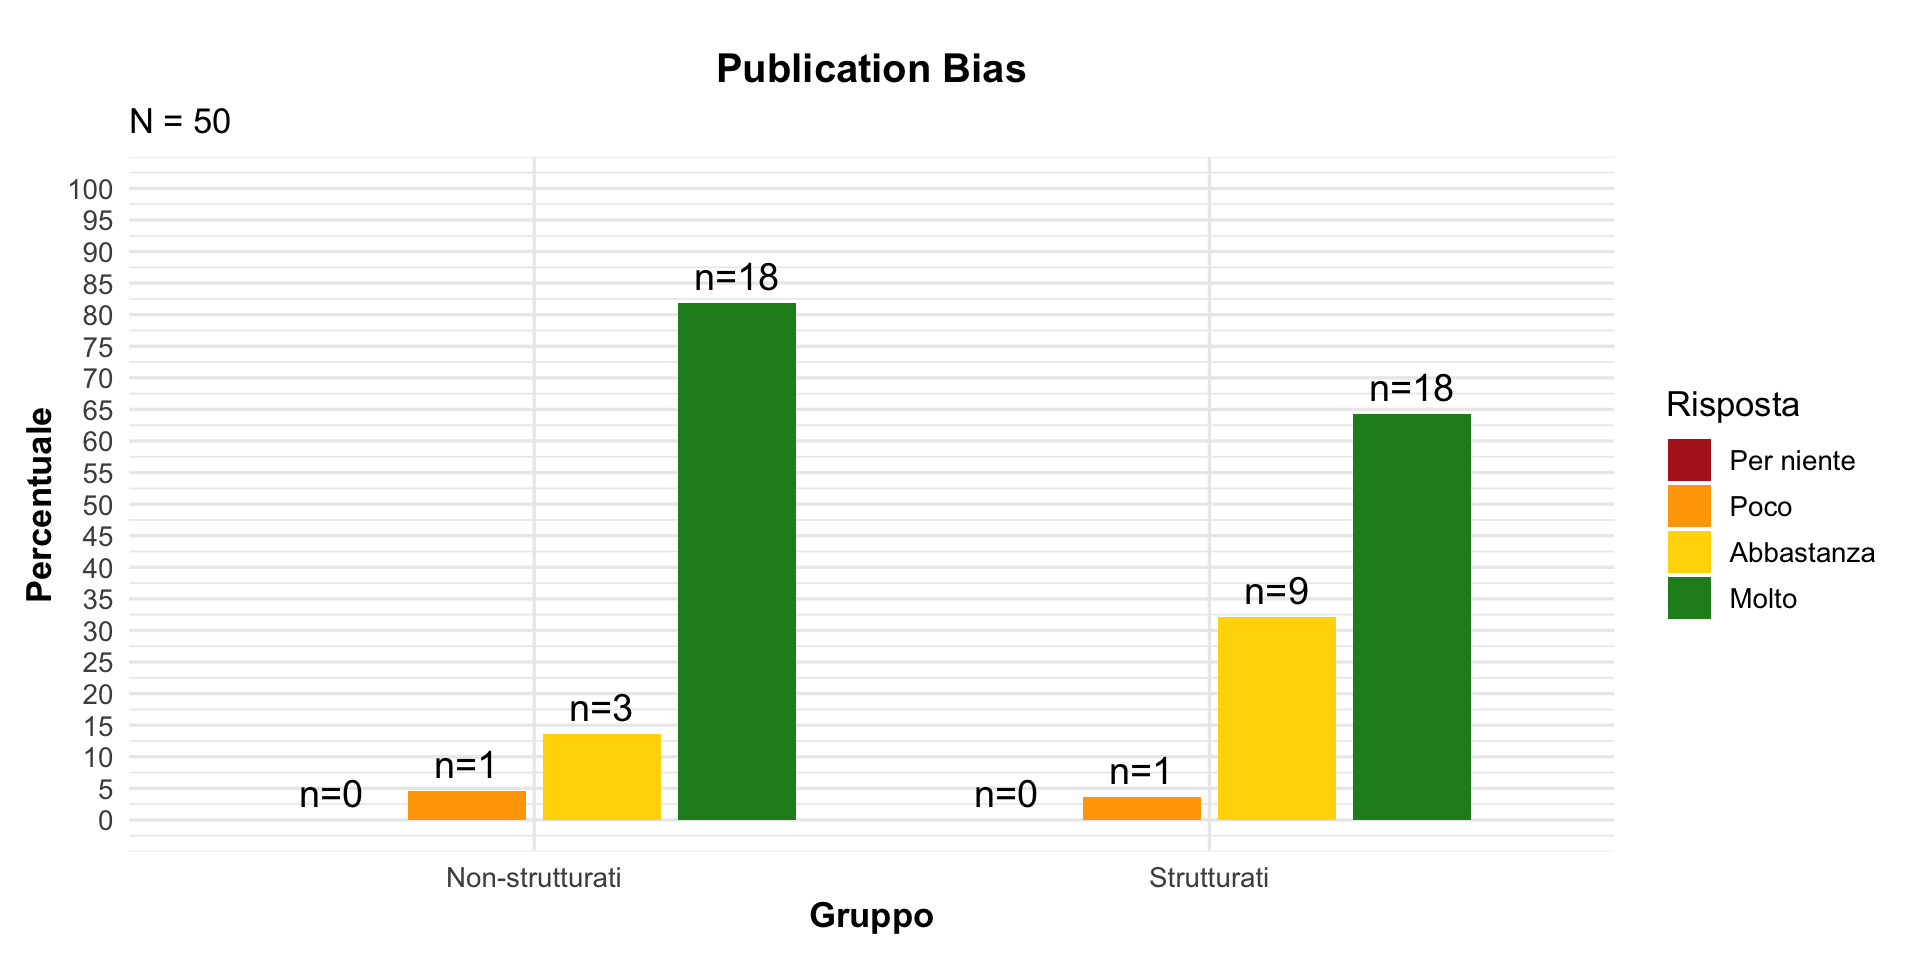 Publication Bias
N = 50
100
95
90
85
80
75
70
65
60
55
50
45
40
35
30
25
20
15
10
5
0
Percentuale
n=0
n=1
n=3
n=18
n=0
n=1
n=9
n=18
Non-strutturati
Strutturati
Gruppo
Risposta
Per niente
Poco
Abbastanza
Molto